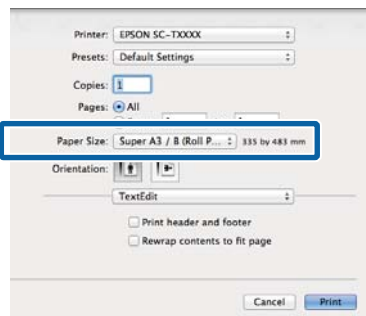 Printer: EPSON SC-TXXXX
Presets: Default Settings
Copies: 1
Pages: All
Paper Size: Super A3 / B (Roll P... 335 by 483 mm
Orientation:
TextEdit
Print header and footer
Rewrap contents to fit page
Cancel Print